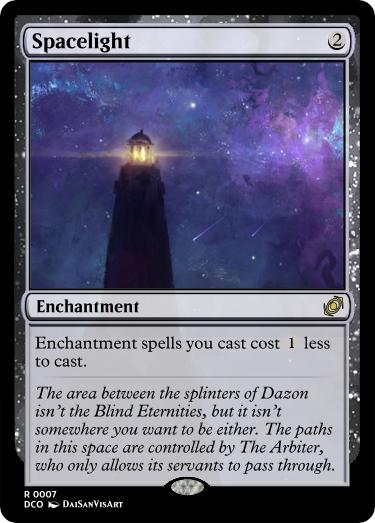 Spacelight 2
Enchantment
Enchantment spells you cast cost 1 less
to cast.
The area between the splinters of Dazon
isn't the Blind Eternities, but it isn't
somewhere you want to be either. The paths
in this space are controlled by The Arbiter,
who only allows its servants to pass through.
R 0007
DCO DaiSanVisArt